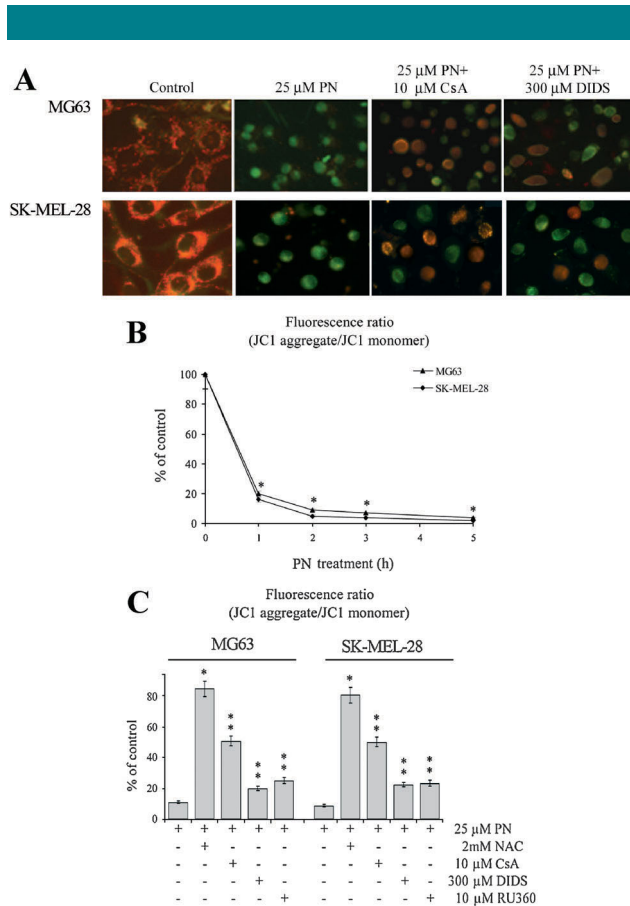 A
Control 25 µM PN 25 µM PN+ 10 µM CsA 25 µM PN+ 300 µM DIDS
MG63
SK-MEL-28
B
Fluorescence ratio
(JC1 aggregate/JC1 monomer)
MG63
SK-MEL-28
% of control
100
80
60
40
20
0
* * * *
0 1 2 3 4 5
PN treatment (h)
C
Fluorescence ratio
(JC1 aggregate/JC1 monomer)
MG63 SK-MEL-28
% of control
80
60
40
20
0
* ** ** ** * ** ** **
+ + + + + + + + + + 25 µM PN
- + - - - - + - - - 2mM NAC
- - + - - - - + - - 10 µM CsA
- - - + - - - - + - 300 µM DIDS
- - - - + - - - - + 10 µM RU360